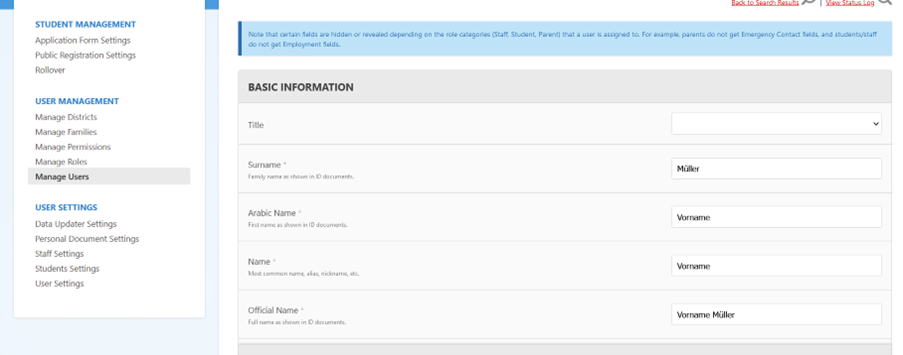 Back to Search Results | View Status Log
STUDENT MANAGEMENT
Application Form Settings
Public Registration Settings
Rollover
USER MANAGEMENT
Manage Districts
Manage Families
Manage Permissions
Manage Roles
Manage Users
USER SETTINGS
Data Updater Settings
Personal Document Settings
Staff Settings
Students Settings
User Settings
Note that certain fields are hidden or revealed depending on the role categories (Staff, Student, Parent) that a user is assigned to. For example, parents do not get Emergency Contact fields, and students/staff
do not get Employment fields.
BASIC INFORMATION
Title
Surname *
Family name as shown in ID documents.
Müller
Arabic Name *
First name as shown in ID documents.
Vorname
Name *
Most common name, alias, nickname, etc.
Vorname
Official Name *
Full name as shown in ID documents.
Vorname Müller